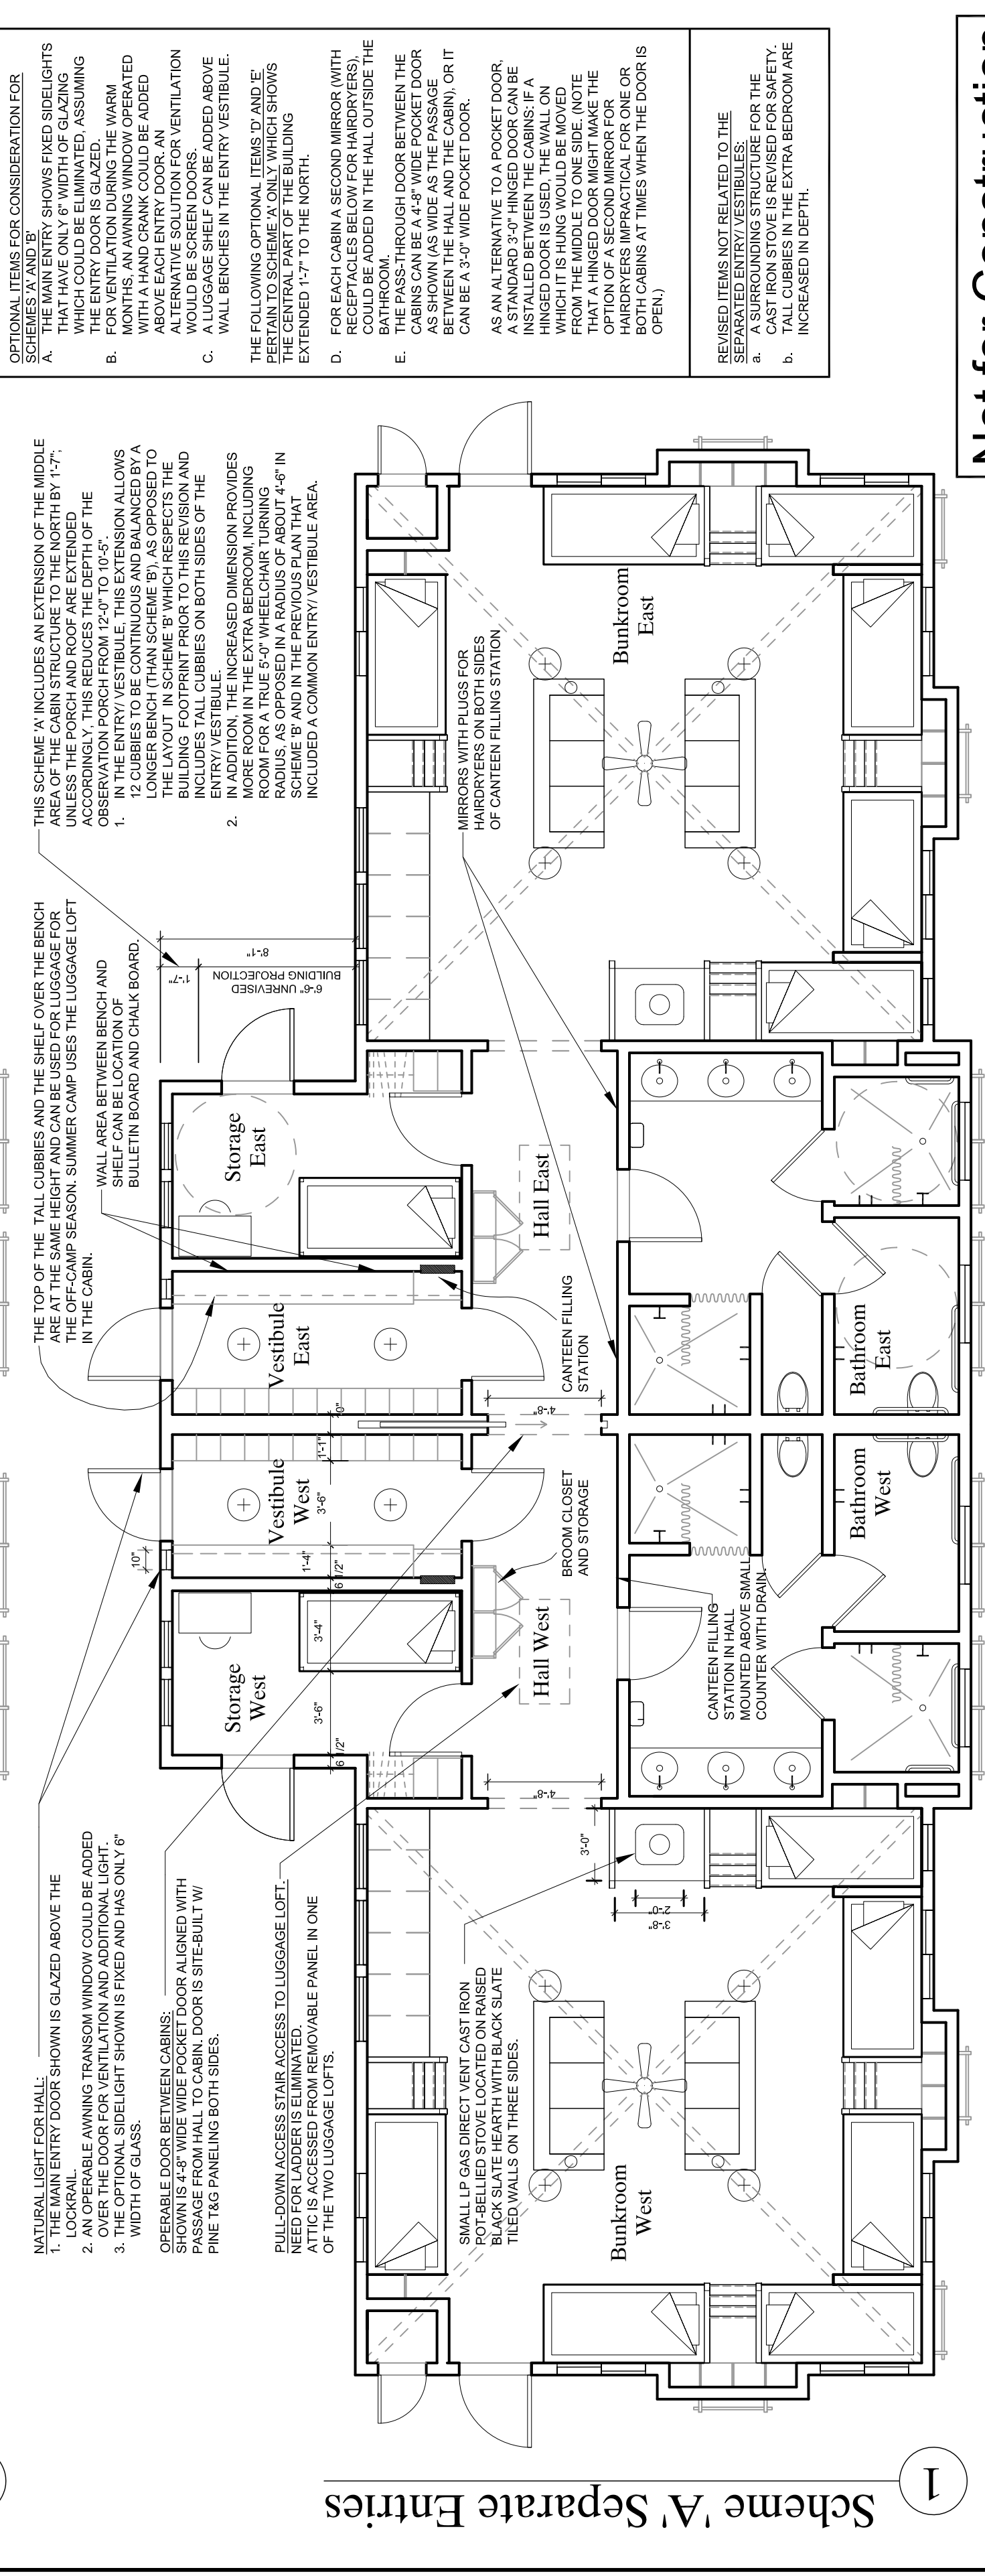 NATURAL LIGHT FOR HALL:
1. THE MAIN ENTRY DOOR SHOWN IS GLAZED ABOVE THE
LOCKRAIL.
2. AN OPERABLE AWNING TRANSOM WINDOW COULD BE ADDED
OVER THE DOOR FOR VENTILATION AND ADDITIONAL LIGHT.
3. THE OPTIONAL SIDELIGHT SHOWN IS FIXED AND HAS ONLY 6"
WIDTH OF GLASS.
OPERABLE DOOR BETWEEN CABINS:
SHOWN IS 4'-8" WIDE POCKET DOOR ALIGNED WITH
PASSAGE FROM HALL TO CABIN. DOOR IS SITE-BUILT W/
PINE T&G PANELING BOTH SIDES.
PULL-DOWN ACCESS STAIR ACCESS TO LUGGAGE LOFT.
NEED FOR LADDER IS ELIMINATED.
ATTIC IS ACCESSED FROM REMOVABLE PANEL IN ONE
OF THE TWO LUGGAGE LOFTS.
SMALL LP GAS DIRECT VENT CAST IRON
POT-BELLIED STOVE LOCATED ON RAISED
BLACK SLATE HEARTH WITH BLACK SLATE
TILED WALLS ON THREE SIDES.
THE TOP OF THE TALL CUBBIES AND THE SHELF OVER THE BENCH
ARE AT THE SAME HEIGHT AND CAN BE USED FOR LUGGAGE FOR
THE OFF-CAMP SEASON. SUMMER CAMP USES THE LUGGAGE LOFT
IN THE CABIN.
WALL AREA BETWEEN BENCH AND
SHELF CAN BE LOCATION OF
BULLETIN BOARD AND CHALK BOARD.
THIS SCHEME 'A' INCLUDES AN EXTENSION OF THE MIDDLE
AREA OF THE CABIN STRUCTURE TO THE NORTH BY 1'-7";
UNLESS THE PORCH AND ROOF ARE EXTENDED
ACCORDINGLY, THIS REDUCES THE DEPTH OF THE
OBSERVATION PORCH FROM 12'-0" TO 10'-5".
1. IN THE ENTRY/ VESTIBULE, THIS EXTENSION ALLOWS
12 CUBBIES TO BE CONTINUOUS AND BALANCED BY A
LONGER BENCH (THAN SCHEME 'B'), AS OPPOSED TO
THE LAYOUT IN SCHEME 'B' WHICH RESPECTS THE
BUILDING FOOTPRINT PRIOR TO THIS REVISION AND
INCLUDES TALL CUBBIES ON BOTH SIDES OF THE
ENTRY/ VESTIBULE.
2. IN ADDITION, THE INCREASED DIMENSION PROVIDES
MORE ROOM IN THE EXTRA BEDROOM, INCLUDING
ROOM FOR A TRUE 5'-0" WHEELCHAIR TURNING
RADIUS, AS OPPOSED IN A RADIUS OF ABOUT 4'-6" IN
SCHEME 'B' AND IN THE PREVIOUS PLAN THAT
INCLUDED A COMMON ENTRY/ VESTIBULE AREA.
OPTIONAL ITEMS FOR CONSIDERATION FOR
SCHEMES 'A' AND 'B'
A. THE MAIN ENTRY SHOWS FIXED SIDELIGHTS
THAT HAVE ONLY 6" WIDTH OF GLAZING
WHICH COULD BE ELIMINATED, ASSUMING
THE ENTRY DOOR IS GLAZED.
B. FOR VENTILATION DURING THE WARM
MONTHS, AN AWNING WINDOW OPERATED
WITH A HAND CRANK COULD BE ADDED
ABOVE EACH ENTRY DOOR. AN
ALTERNATIVE SOLUTION FOR VENTILATION
WOULD BE SCREEN DOORS.
C. A LUGGAGE SHELF CAN BE ADDED ABOVE
WALL BENCHES IN THE ENTRY VESTIBULE.
THE FOLLOWING OPTIONAL ITEMS 'D' AND 'E'
PERTAIN TO SCHEME 'A' ONLY WHICH SHOWS
THE CENTRAL PART OF THE BUILDING
EXTENDED 1'-7" TO THE NORTH.
D. FOR EACH CABIN A SECOND MIRROR (WITH
RECEPTACLES BELOW FOR HAIRDRYERS),
COULD BE ADDED IN THE HALL OUTSIDE THE
BATHROOM.
E. THE PASS-THROUGH DOOR BETWEEN THE
CABINS CAN BE A 4'-8" WIDE POCKET DOOR
AS SHOWN (AS WIDE AS THE PASSAGE
BETWEEN THE HALL AND THE CABIN), OR IT
CAN BE A 3'-0" WIDE POCKET DOOR.
AS AN ALTERNATIVE TO A POCKET DOOR,
A STANDARD 3'-0" HINGED DOOR CAN BE
INSTALLED BETWEEN THE CABINS: IF A
HINGED DOOR IS USED, THE WALL ON
WHICH IT IS HUNG WOULD BE MOVED
FROM THE MIDDLE TO ONE SIDE. (NOTE
THAT A HINGED DOOR MIGHT MAKE THE
OPTION OF A SECOND MIRROR FOR
HAIRDRYERS IMPRACTICAL FOR ONE OR
BOTH CABINS AT TIMES WHEN THE DOOR IS
OPEN.)
REVISED ITEMS NOT RELATED TO THE
SEPARATED ENTRY/ VESTIBULES:
a. A SURROUNDING STRUCTURE FOR THE
CAST IRON STOVE IS REVISED FOR SAFETY.
b. TALL CUBBIES IN THE EXTRA BEDROOM ARE
INCREASED IN DEPTH.
10"
8'-1"
1'-7"
6'-6" UNREVISED
BUILDING PROJECTION
Storage
West
Vestibule
West
Vestibule
East
Storage
East
6 1/2"
3'-6"
3'-4"
6 1/2"
1'-4"
3'-6"
1'-1"
CANTEEN FILLING
STATION
BROOM CLOSET
AND STORAGE
MIRRORS WITH PLUGS FOR
HAIRDRYERS ON BOTH SIDES
OF CANTEEN FILLING STATION
Hall West
Hall East
4'-8"
4'-8"
3'-0"
2'-0"
3'-8"
Bunkroom
West
Bunkroom
East
CANTEEN FILLING
STATION IN HALL
MOUNTED ABOVE SMALL
COUNTER WITH DRAIN.
Bathroom
West
Bathroom
East
1
Scheme 'A' Separate Entries
Not for Construction